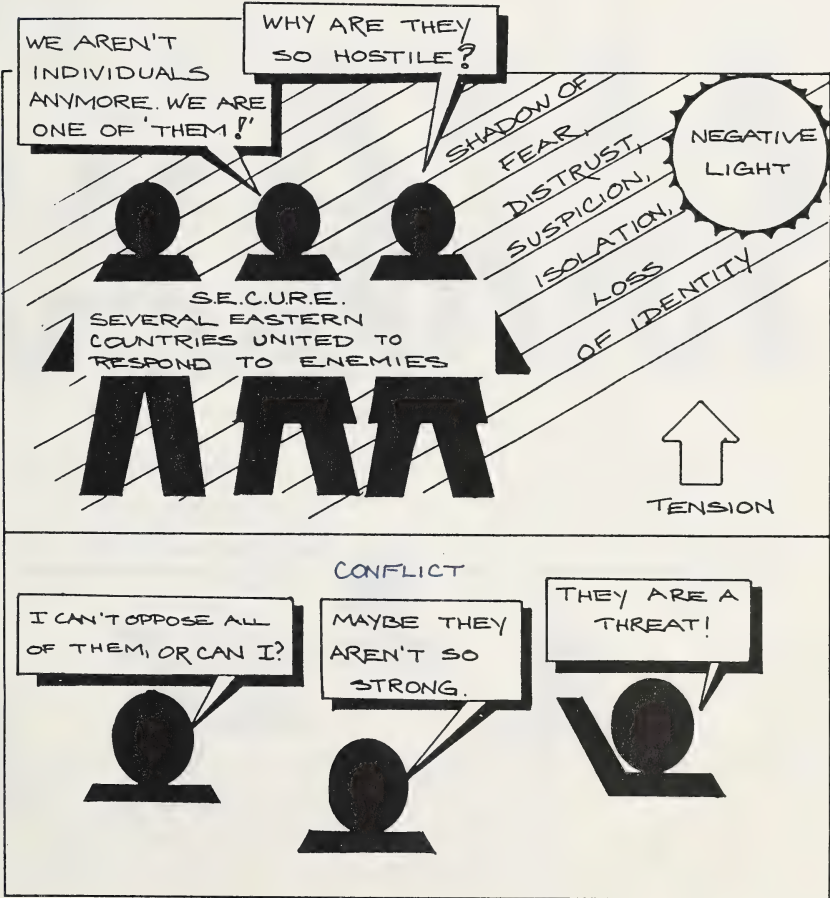 WE AREN'T
INDIVIDUALS
ANYMORE. WE ARE
ONE OF 'THEM!'
WHY ARE THEY
SO HOSTILE?
SHADOW OF
FEAR,
DISTRUST,
SUSPICION,
ISOLATION,
LOSS
OF IDENTITY
NEGATIVE
LIGHT
S.E.C.U.R.E.
SEVERAL EASTERN
COUNTRIES UNITED TO
RESPOND TO ENEMIES
TENSION
CONFLICT
I CAN'T OPPOSE ALL
OF THEM, OR CAN I?
MAYBE THEY
AREN'T SO
STRONG.
THEY ARE A
THREAT!